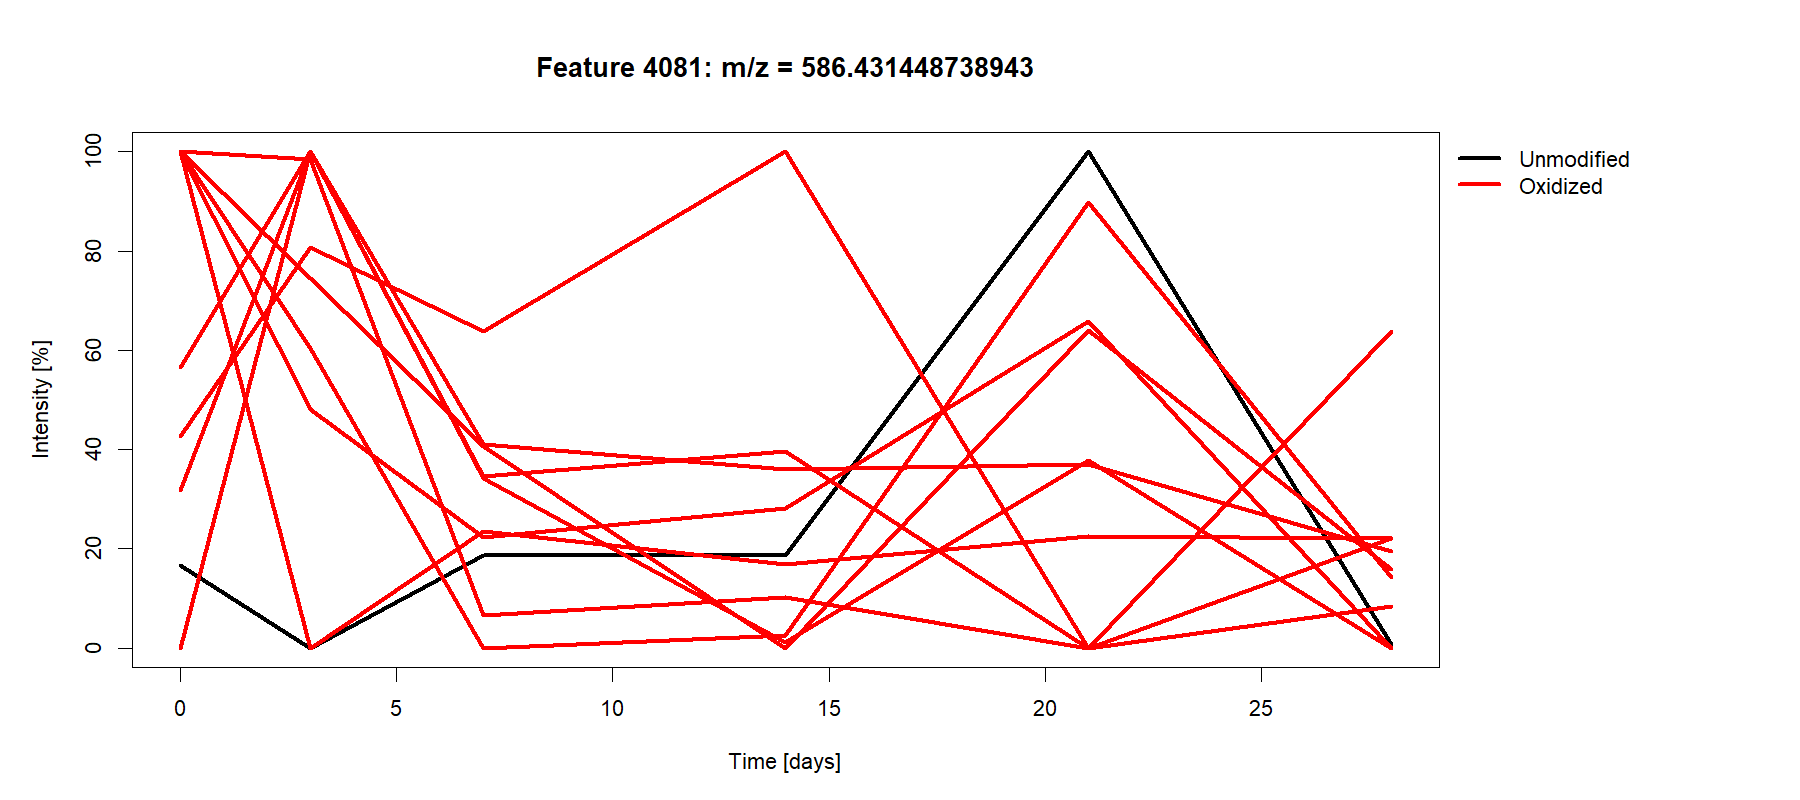 Feature 4081: m/z = 586.431448738943
Unmodified
Oxidized
Intensity [%]
100
80
60
40
20
0
0 5 10 15 20 25
Time [days]